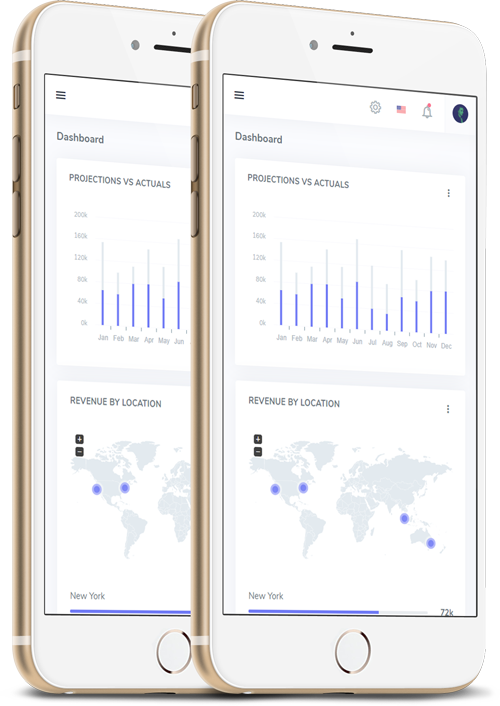 Dashboard
PROJECTIONS VS ACTUALS
200k
160k
120k
80k
40k
0k
Jan Feb Mar Apr May Jun
REVENUE BY LOCATION
+
−
New York
Dashboard
PROJECTIONS VS ACTUALS
200k
160k
120k
80k
40k
0k
Jan Feb Mar Apr May Jun Jul Aug Sep Oct Nov Dec
REVENUE BY LOCATION
+
−
New York
72k